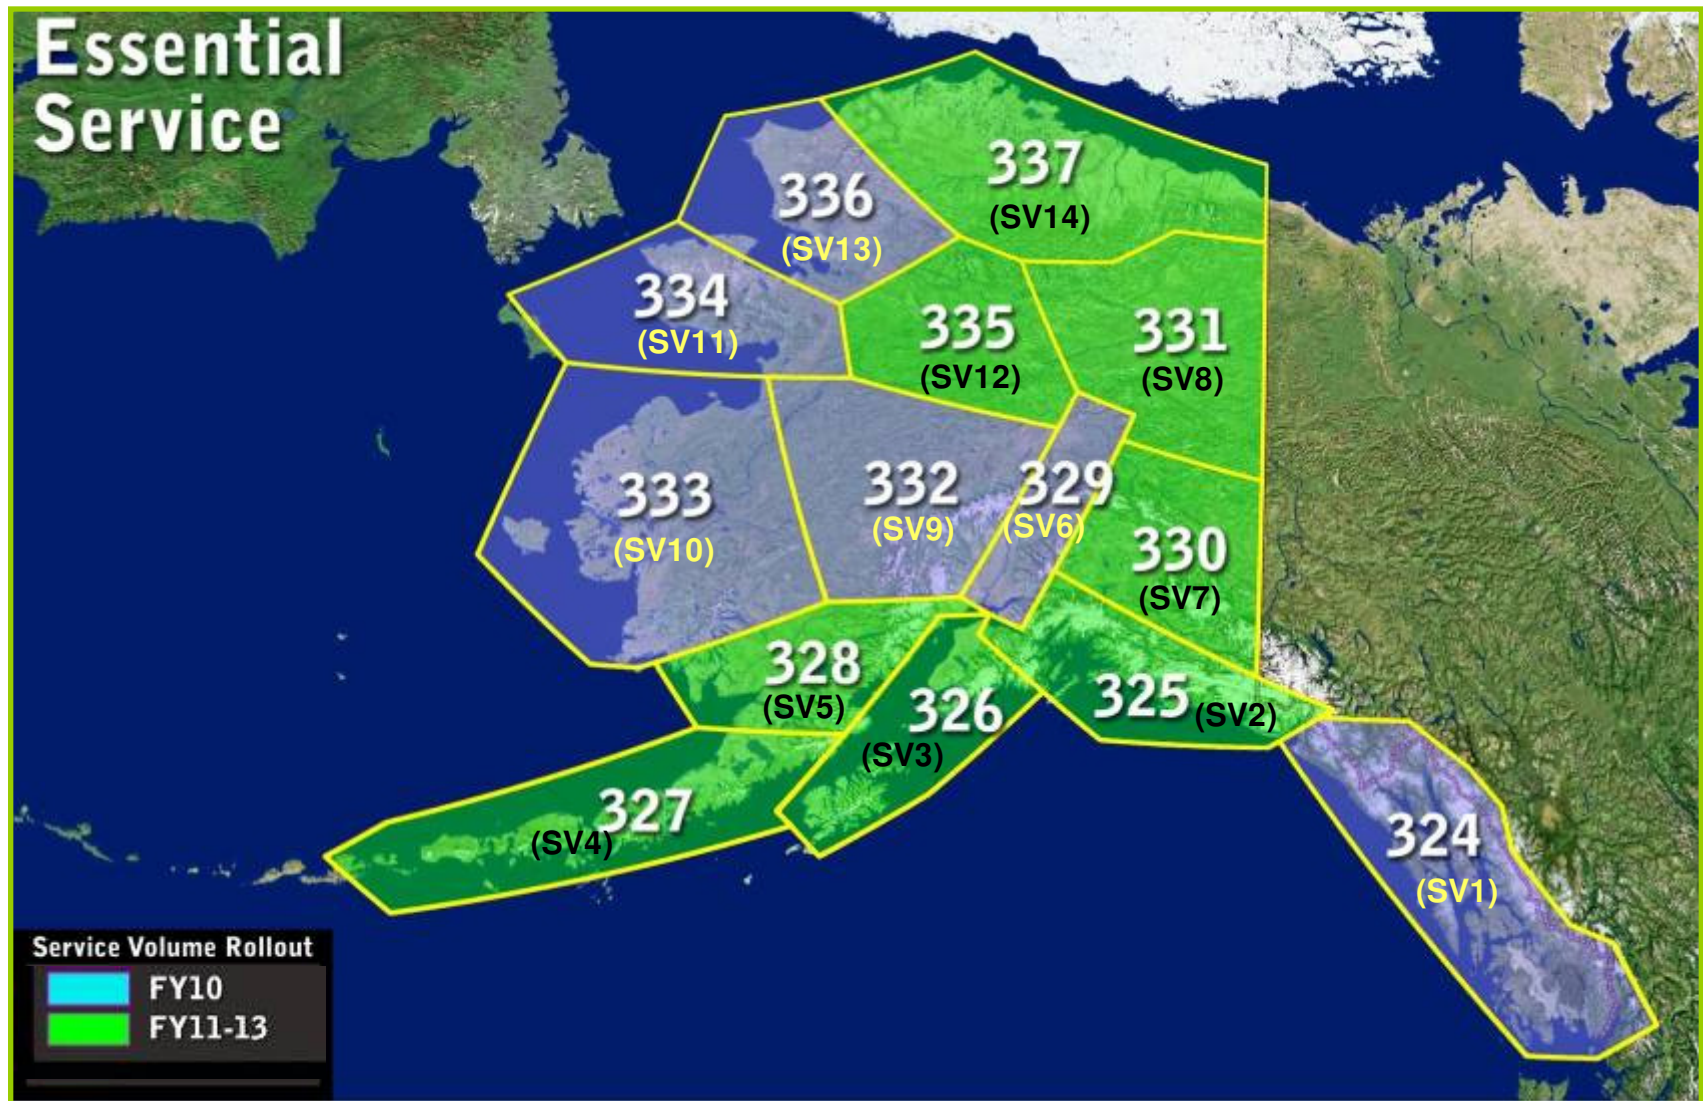 Essential
Service
337
(SV14)
336
(SV13)
334
(SV11)
335
(SV12)
331
(SV8)
333
(SV10)
332
(SV9)
329
(SV6)
330
(SV7)
328
(SV5)
326
(SV3)
325 (SV2)
327
(SV4)
324
(SV1)
Service Volume Rollout
FY10
FY11-13